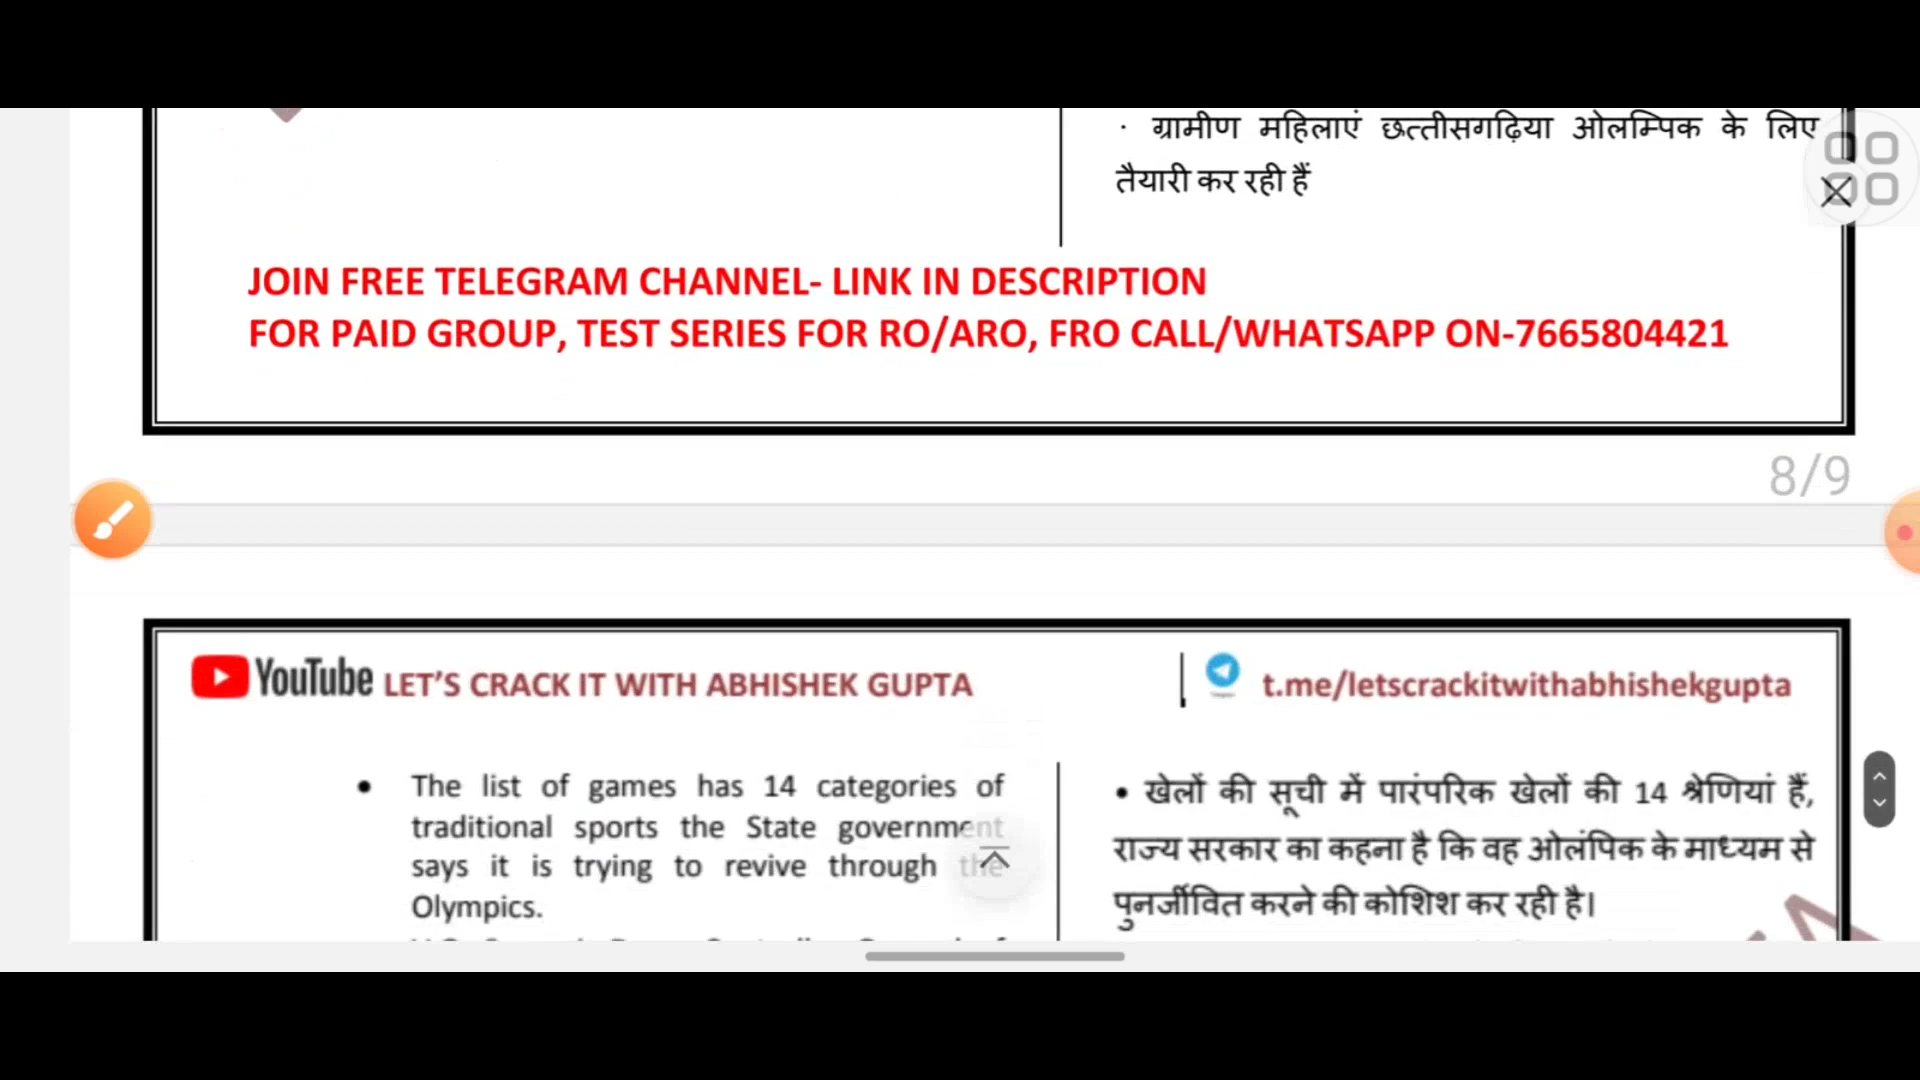 · ग्रामीण महिलाएं छत्तीसगढ़िया ओलम्पिक के लिए
तैयारी कर रही हैं
JOIN FREE TELEGRAM CHANNEL- LINK IN DESCRIPTION
FOR PAID GROUP, TEST SERIES FOR RO/ARO, FRO CALL/WHATSAPP ON-7665804421
8/9
YouTube LET'S CRACK IT WITH ABHISHEK GUPTA
t.me/letscrackitwithabhishekgupta
• The list of games has 14 categories of
traditional sports the State government
says it is trying to revive through the
Olympics.
• खेलों की सूची में पारंपरिक खेलों की 14 श्रेणियां हैं,
राज्य सरकार का कहना है कि वह ओलंपिक के माध्यम से
पुनर्जीवित करने की कोशिश कर रही है।